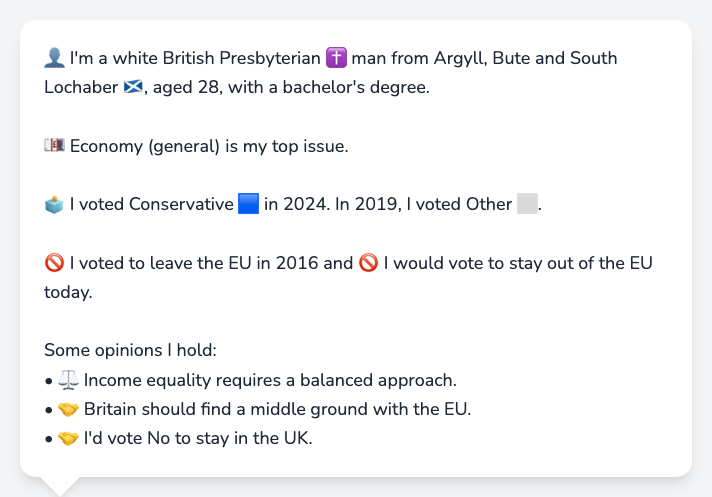 👤 I'm a white British Presbyterian ✝️ man from Argyll, Bute and South
Lochaber 🏴󠁧󠁢󠁳󠁣󠁴󠁿, aged 28, with a bachelor's degree.
💷 Economy (general) is my top issue.
🗳️ I voted Conservative 🟦 in 2024. In 2019, I voted Other ⬜.
🚫 I voted to leave the EU in 2016 and 🚫 I would vote to stay out of the EU
today.
Some opinions I hold:
• ⚖️ Income equality requires a balanced approach.
• 🤝 Britain should find a middle ground with the EU.
• 🤝 I'd vote No to stay in the UK.